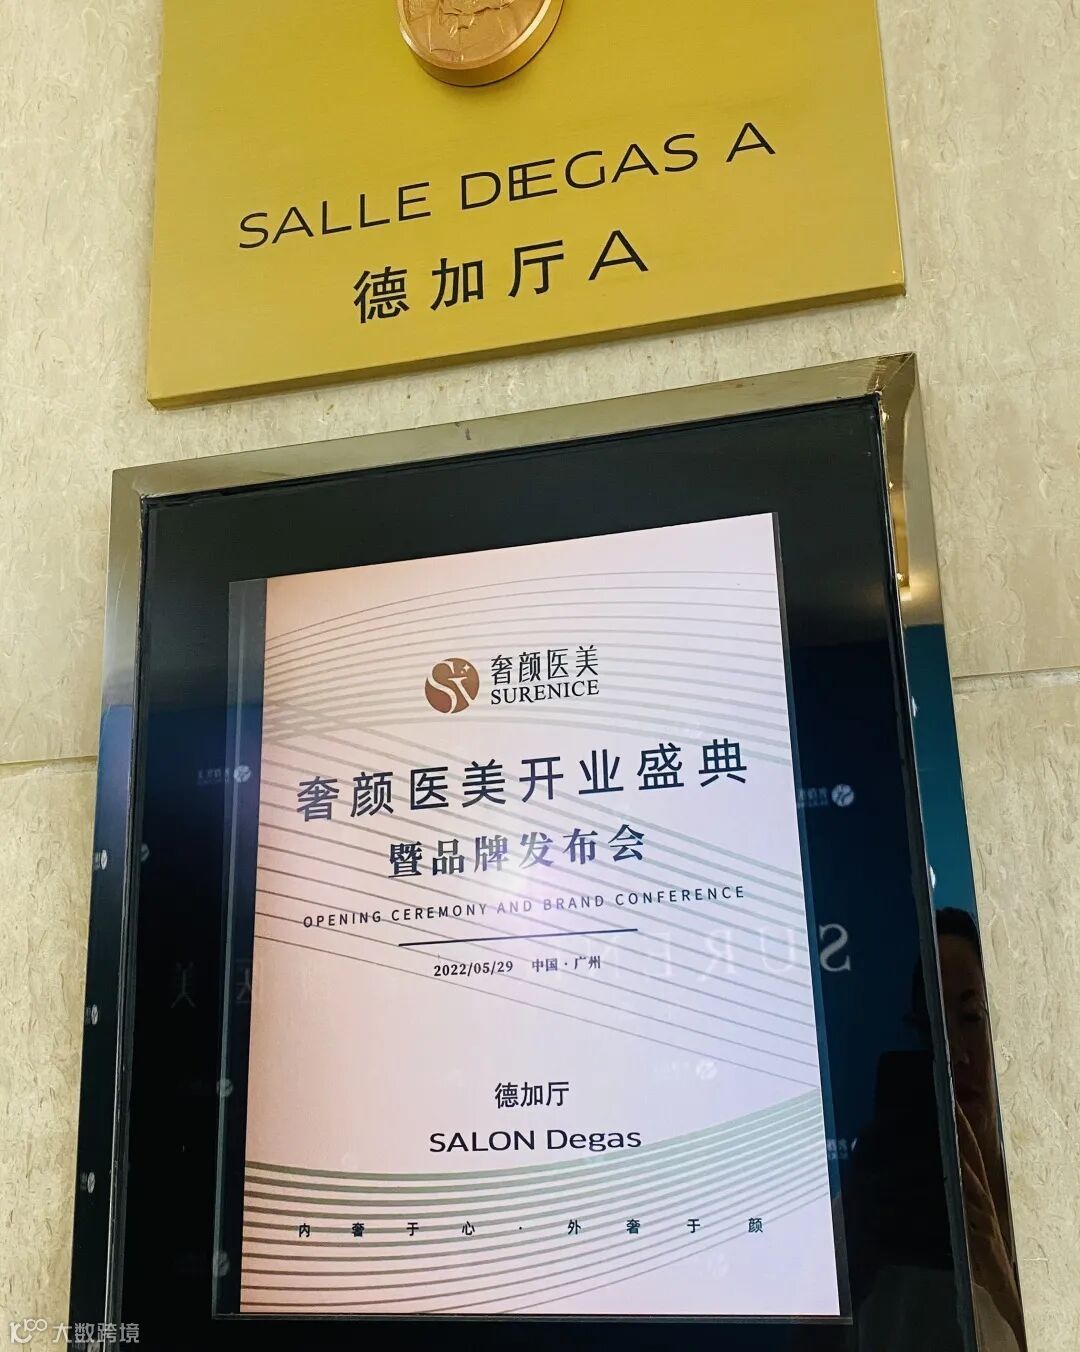 SALLE DEGAS A
德加厅A
奢颜医美
SURENICE
奢颜医美开业盛典
暨品牌发布会
OPENING CEREMONY AND BRAND CONFERENCE
2022/05/29 中国·广州
德加厅
SALON Degas
内奢于心·外奢于颜
大数跨境